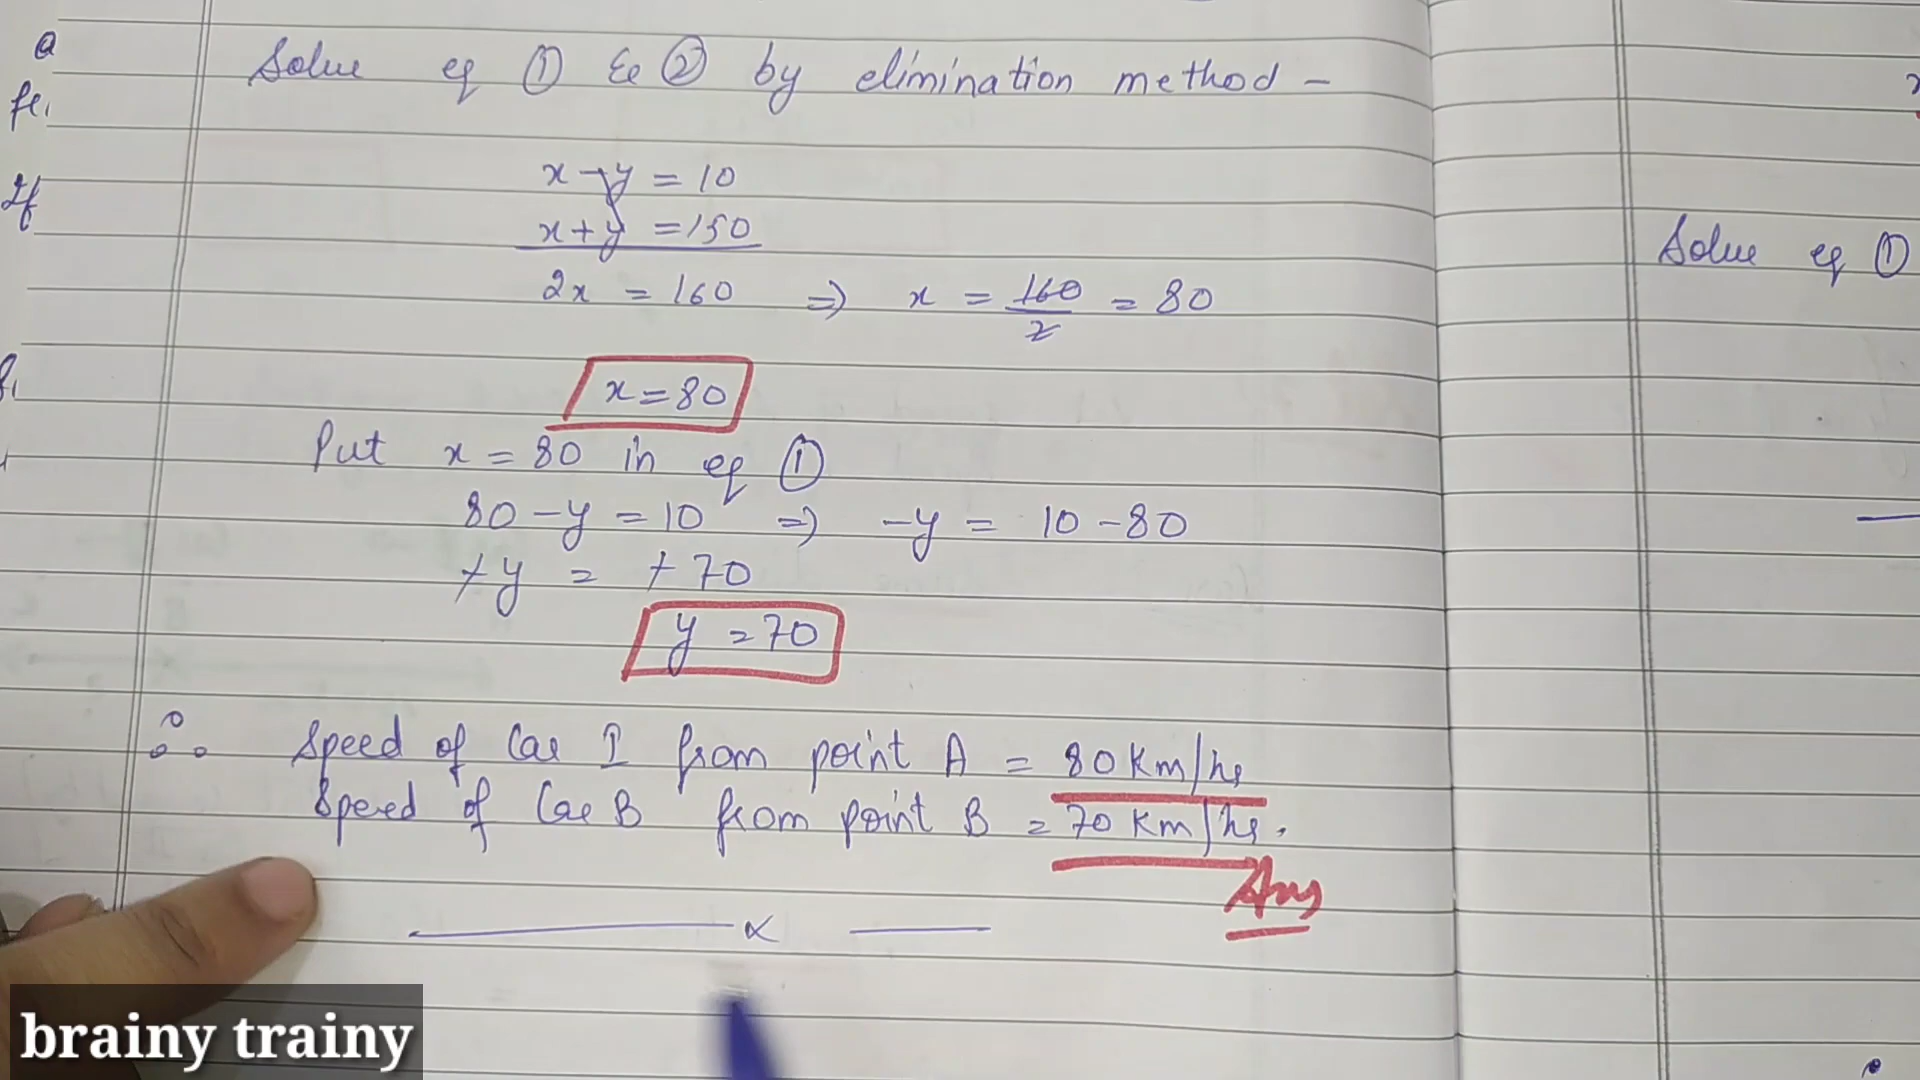 a
Solve eq ① & ② by elimination method -
x - y = 10
If
x + y = 150
2x = 160 => x = 160/2 = 80
x = 80
Put x = 80 in eq ①
80 - y = 10 => -y = 10 - 80
+y = +70
y = 70
∴ Speed of Car I from point A = 80 km/hr
Speed of Car B from point B = 70 km/hr.
Ans
Solve eq ①
brainy trainy